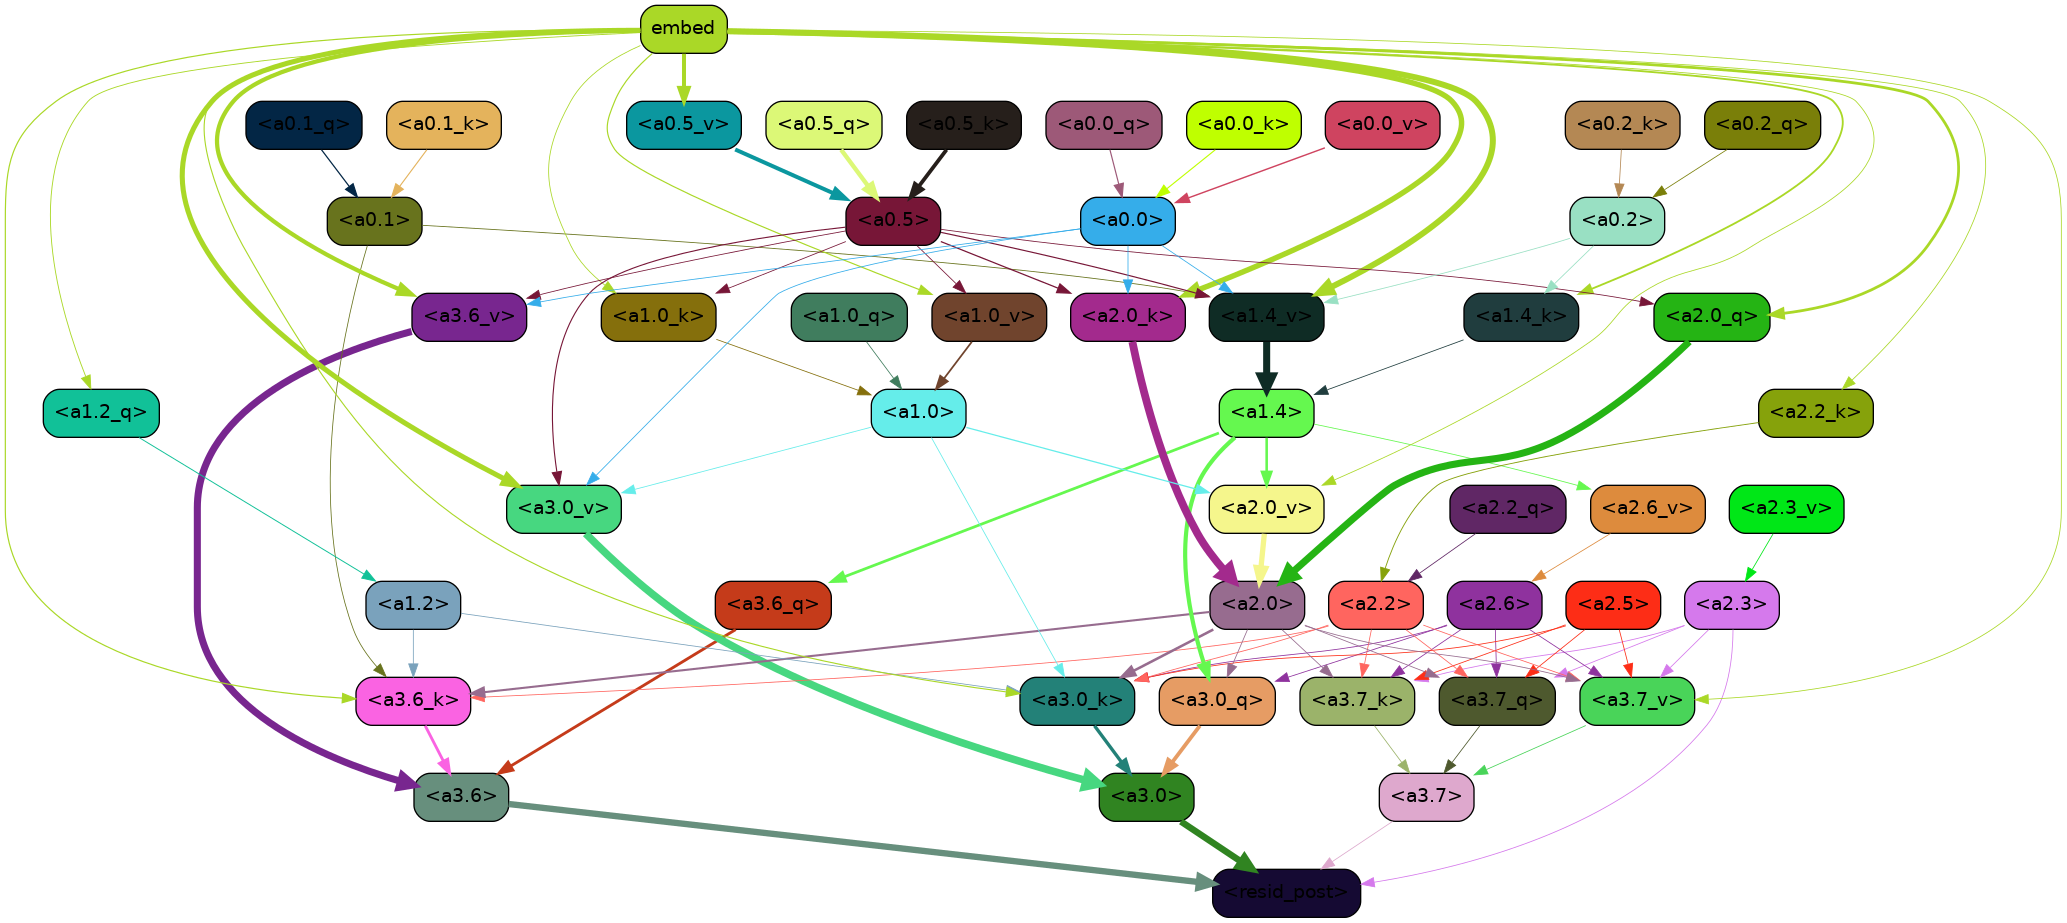 embed
<a0.1_q> <a0.1_k> <a0.5_v> <a0.5_q> <a0.5_k> <a0.0_q> <a0.0_k> <a0.0_v> <a0.2_k> <a0.2_q>
<a0.1> <a0.5> <a0.0> <a0.2>
<a3.6_v> <a1.0_k> <a1.0_q> <a1.0_v> <a2.0_k> <a1.4_v> <a1.4_k> <a2.0_q>
<a1.2_q> <a1.0> <a1.4> <a2.2_k>
<a3.0_v> <a2.0_v> <a2.2_q> <a2.6_v> <a2.3_v>
<a1.2> <a3.6_q> <a2.0> <a2.2> <a2.6> <a2.5> <a2.3>
<a3.6_k> <a3.0_k> <a3.0_q> <a3.7_k> <a3.7_q> <a3.7_v>
<a3.6> <a3.0> <a3.7>
<resid_post>